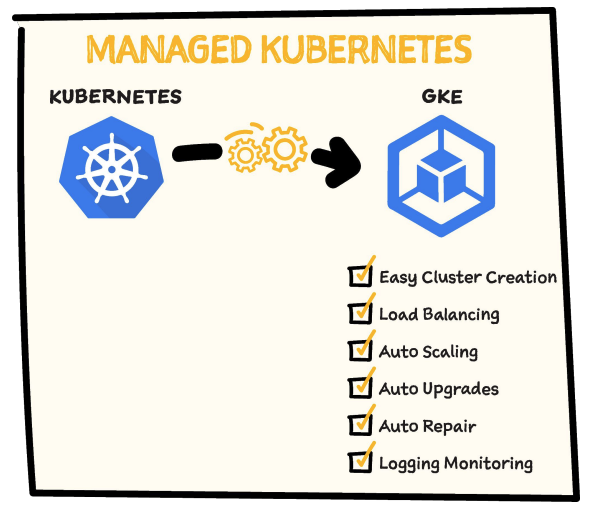 MANAGED KUBERNETES
KUBERNETES
GKE
Easy Cluster Creation
Load Balancing
Auto Scaling
Auto Upgrades
Auto Repair
Logging Monitoring